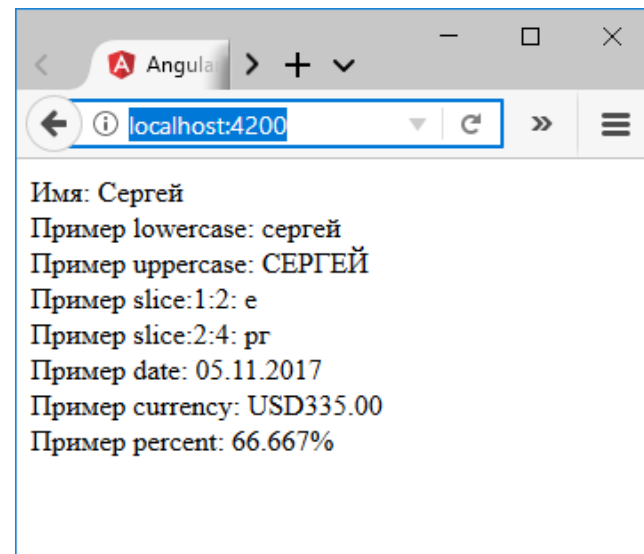 Angula
localhost:4200
Имя: Сергей
Пример lowercase: сергей
Пример uppercase: СЕРГЕЙ
Пример slice:1:2: е
Пример slice:2:4: рг
Пример date: 05.11.2017
Пример currency: USD335.00
Пример percent: 66.667%